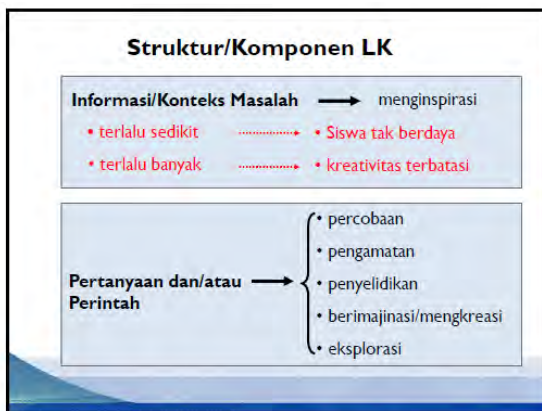 Struktur/Komponen LK
Informasi/Konteks Masalah menginspirasi
• terlalu sedikit • Siswa tak berdaya
• terlalu banyak • kreativitas terbatasi
• percobaan
• pengamatan
Pertanyaan dan/atau
Perintah
• penyelidikan
• berimajinasi/mengkreasi
• eksplorasi